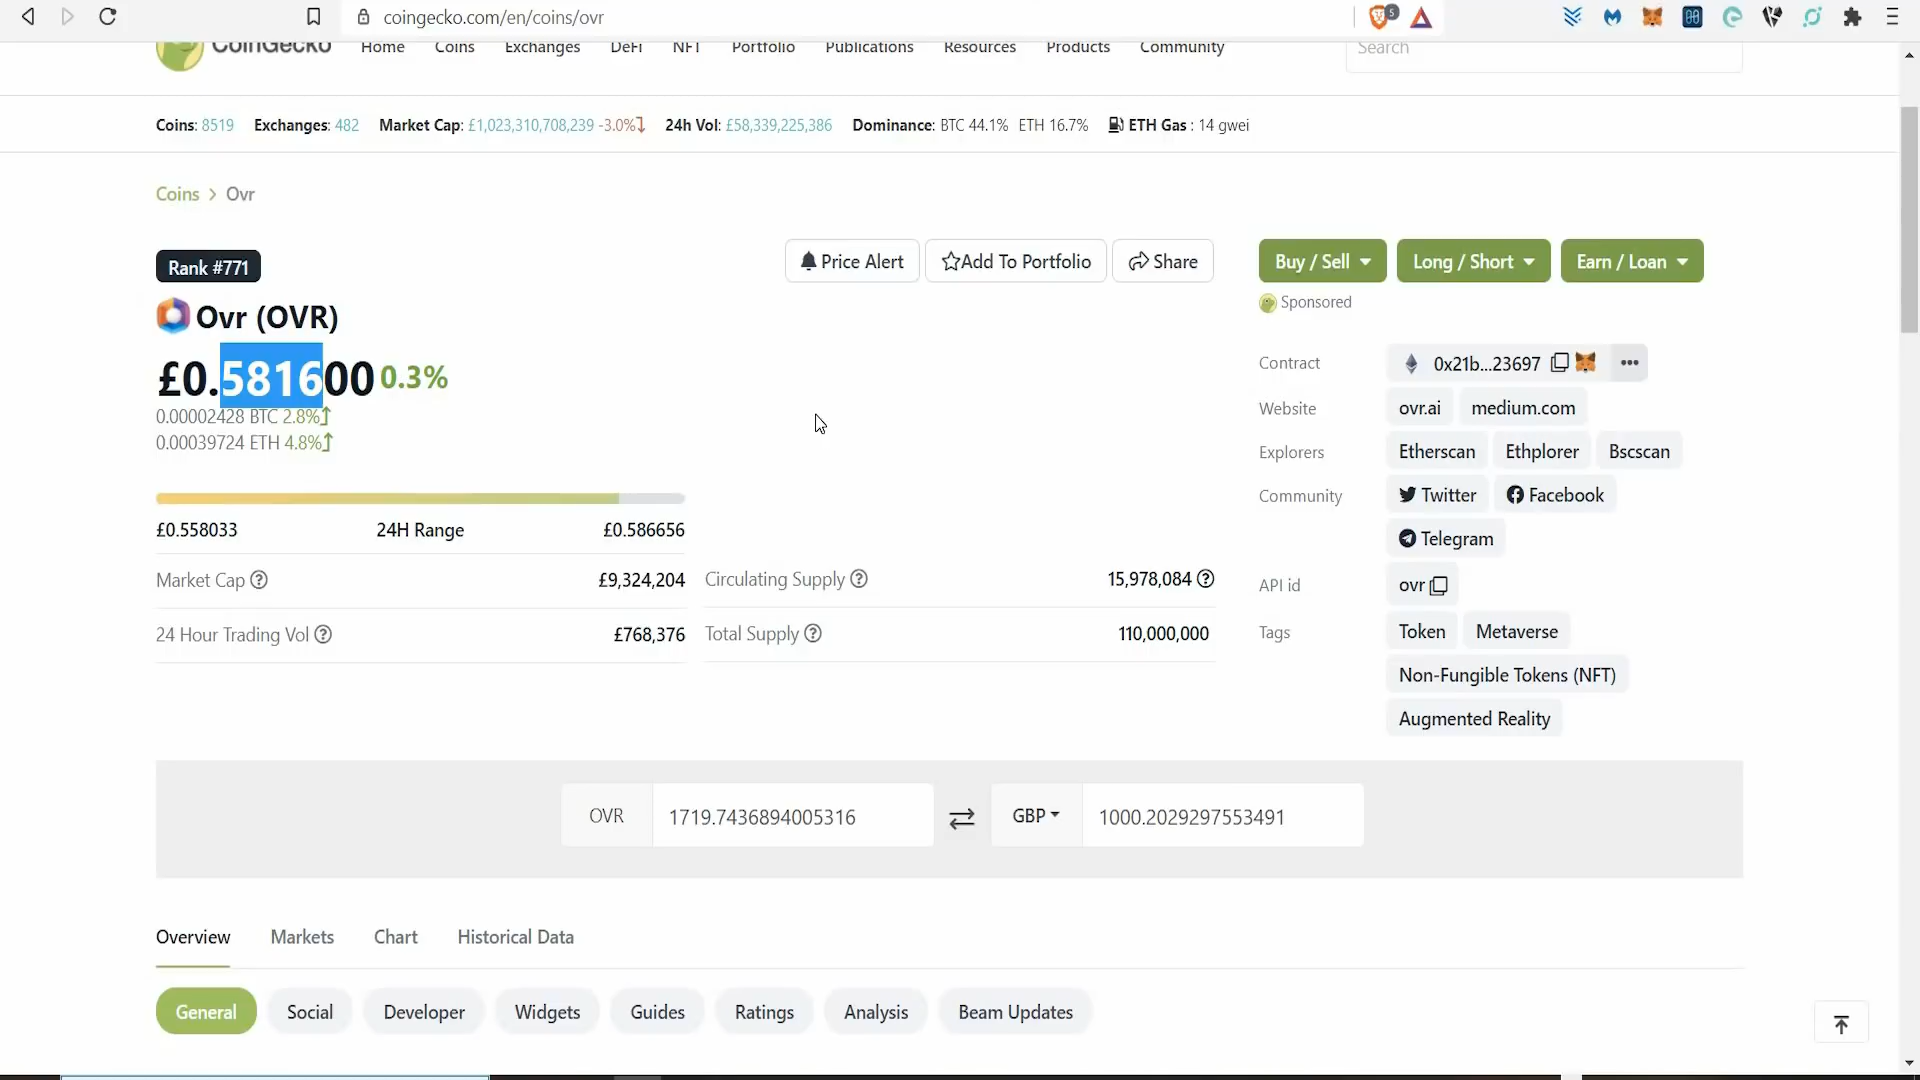 coingecko.com/en/coins/ovr
5
CoinGecko Home Coins Exchanges DeFi NFT Portfolio Publications Resources Products Community Search
Coins: 8519 Exchanges: 482 Market Cap: £1,023,310,708,239 -3.0% 24h Vol: £58,339,225,386 Dominance: BTC 44.1% ETH 16.7% ETH Gas : 14 gwei
Coins > Ovr
Rank #771
Price Alert Add To Portfolio Share
Buy / Sell Long / Short Earn / Loan
Sponsored
Ovr (OVR)
£0.581600 0.3%
0.00002428 BTC 2.8%
0.00039724 ETH 4.8%
£0.558033 24H Range £0.586656
Market Cap £9,324,204
24 Hour Trading Vol £768,376
Circulating Supply 15,978,084
Total Supply 110,000,000
Contract 0x21b...23697 •••
Website ovr.ai medium.com
Explorers Etherscan Ethplorer Bscscan
Community Twitter Facebook
Telegram
API id ovr
Tags Token Metaverse
Non-Fungible Tokens (NFT)
Augmented Reality
OVR 1719.7436894005316 GBP 1000.2029297553491
Overview Markets Chart Historical Data
General Social Developer Widgets Guides Ratings Analysis Beam Updates